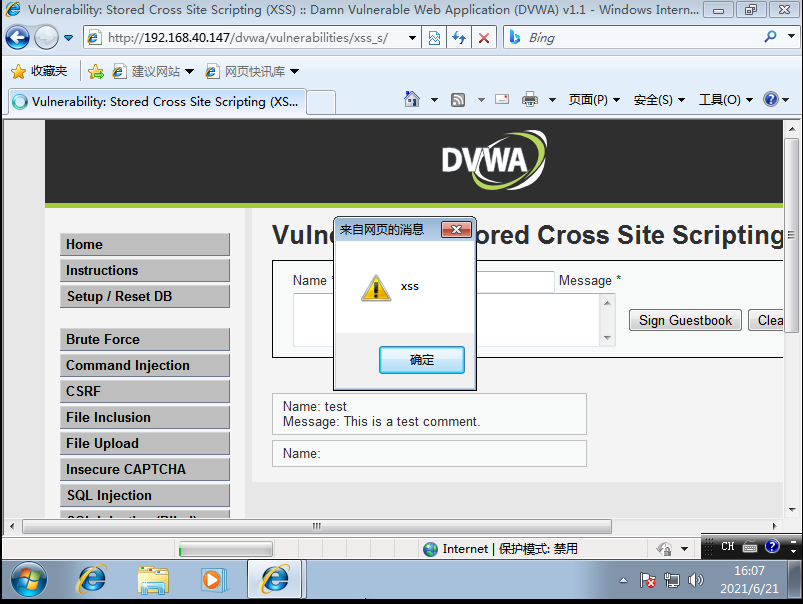 Vulnerability: Stored Cross Site Scripting (XSS) :: Damn Vulnerable Web Application (DVWA) v1.1 - Windows Intern...
http://192.168.40.147/dvwa/vulnerabilities/xss_s/
Bing
收藏夹 建议网站 网页快讯库
Vulnerability: Stored Cross Site Scripting (XS...
页面(P) 安全(S) 工具(O)
DVWA
来自网页的消息
xss
确定
Home
Instructions
Setup / Reset DB
Brute Force
Command Injection
CSRF
File Inclusion
File Upload
Insecure CAPTCHA
SQL Injection
ored Cross Site Scripting
Name *
Message *
Sign Guestbook
Name: test
Message: This is a test comment.
Name:
Internet | 保护模式: 禁用
CH
16:07
2021/6/21